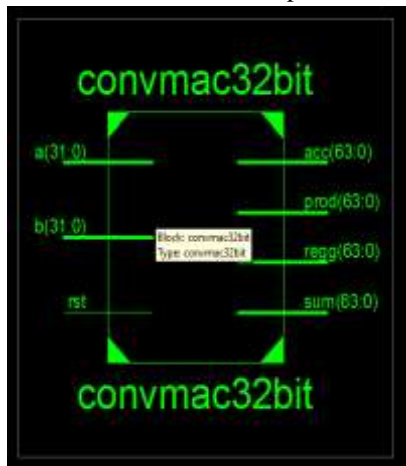 convmac32bit
a(31:0)
acc(63:0)
prod(63:0)
b(31:0)
Block: convmac32bit
Type: convmac32bit
regg(63:0)
rst
sum(63:0)
convmac32bit